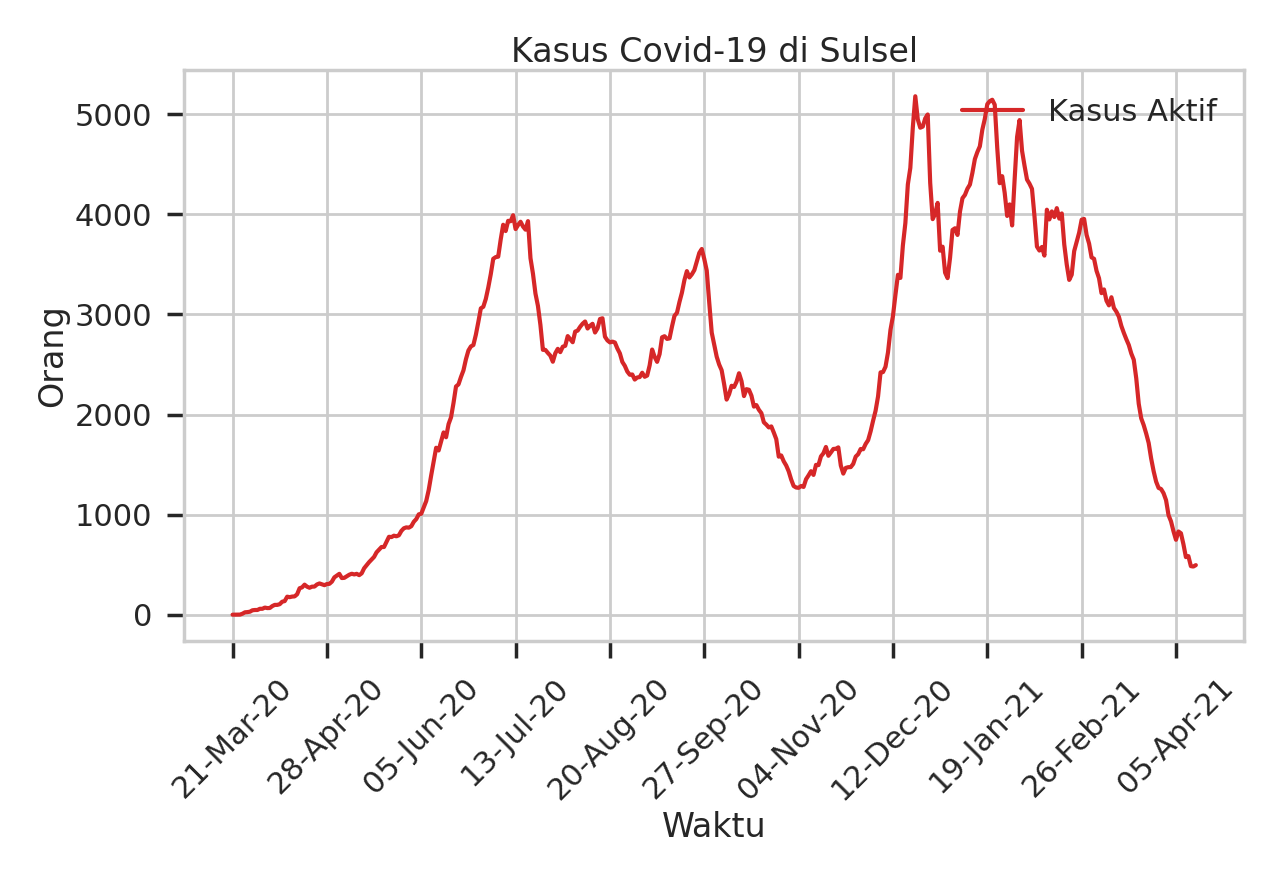 Kasus Covid-19 di Sulsel
Kasus Aktif
Orang
5000
4000
3000
2000
1000
0
21-Mar-20
28-Apr-20
05-Jun-20
13-Jul-20
20-Aug-20
27-Sep-20
04-Nov-20
12-Dec-20
19-Jan-21
26-Feb-21
05-Apr-21
Waktu